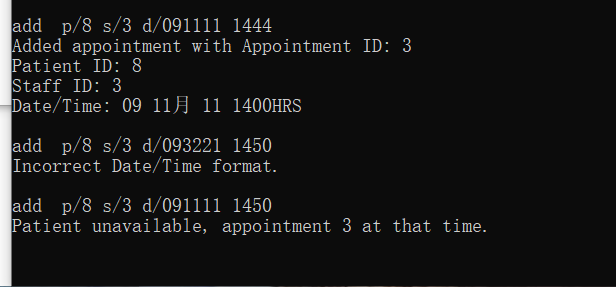 add  p/8 s/3 d/091111 1444
Added appointment with Appointment ID: 3
Patient ID: 8
Staff ID: 3
Date/Time: 09 11月 11 1400HRS
add  p/8 s/3 d/093221 1450
Incorrect Date/Time format.
add  p/8 s/3 d/091111 1450
Patient unavailable, appointment 3 at that time.